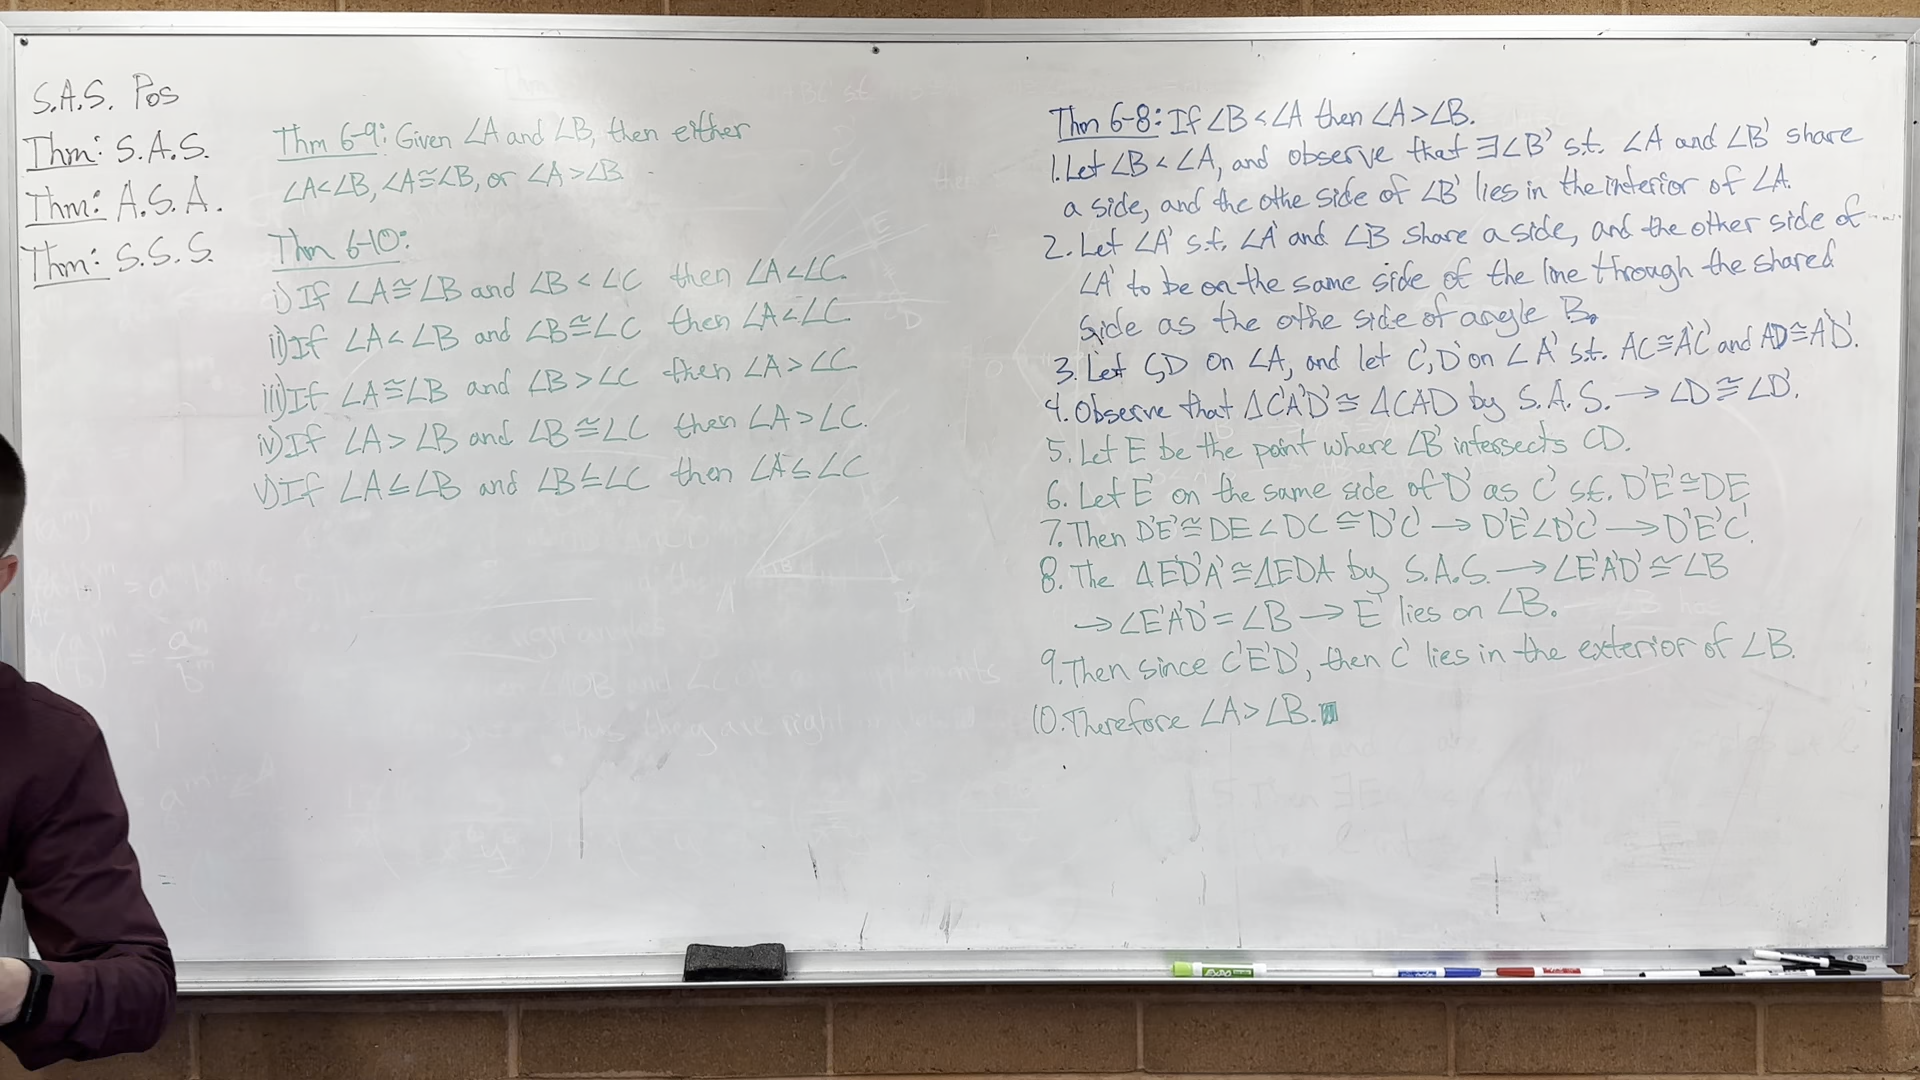 S.A.S. Pos
Thm: S.A.S.
Thm: A.S.A.
Thm: S.S.S.
Thm 6-9: Given ∠A and ∠B, then either
∠A<∠B, ∠A≅∠B, or ∠A>∠B
Thm 6-10:
i) If ∠A≅∠B and ∠B<∠C then ∠A<∠C.
ii) If ∠A<∠B and ∠B≅∠C then ∠A<∠C.
iii) If ∠A≅∠B and ∠B>∠C then ∠A>∠C.
iv) If ∠A>∠B and ∠B≅∠C then ∠A>∠C.
v) If ∠A≤∠B and ∠B≤∠C then ∠A≤∠C
Thm 6-8: If ∠B<∠A then ∠A>∠B.
1. Let ∠B<∠A, and observe that ∃∠B' s.t. ∠A and ∠B' share
a side, and the othe side of ∠B' lies in the interior of ∠A.
2. Let ∠A' s.t. ∠A' and ∠B share a side, and the other side of
∠A' to be on the same side of the line through the shared
side as the othe side of angle B.
3. Let C,D on ∠A, and let C',D' on ∠A' s.t. AC≅A'C' and AD≅A'D'.
4. Observe that ΔC'A'D'≅ΔCAD by S.A.S. → ∠D≅∠D'.
5. Let E be the point where ∠B' intersects CD.
6. Let E' on the same side of D' as C' s.t. D'E'≅DE
7. Then D'E'≅DE<DC≅D'C' → D'E'<D'C' → D'E'C'.
8. The ΔE'D'A'≅ΔEDA by S.A.S. → ∠E'A'D'≅∠B
→ ∠E'A'D'=∠B → E' lies on ∠B.
9. Then since C'E'D', then C' lies in the exterior of ∠B.
10. Therefore ∠A>∠B.